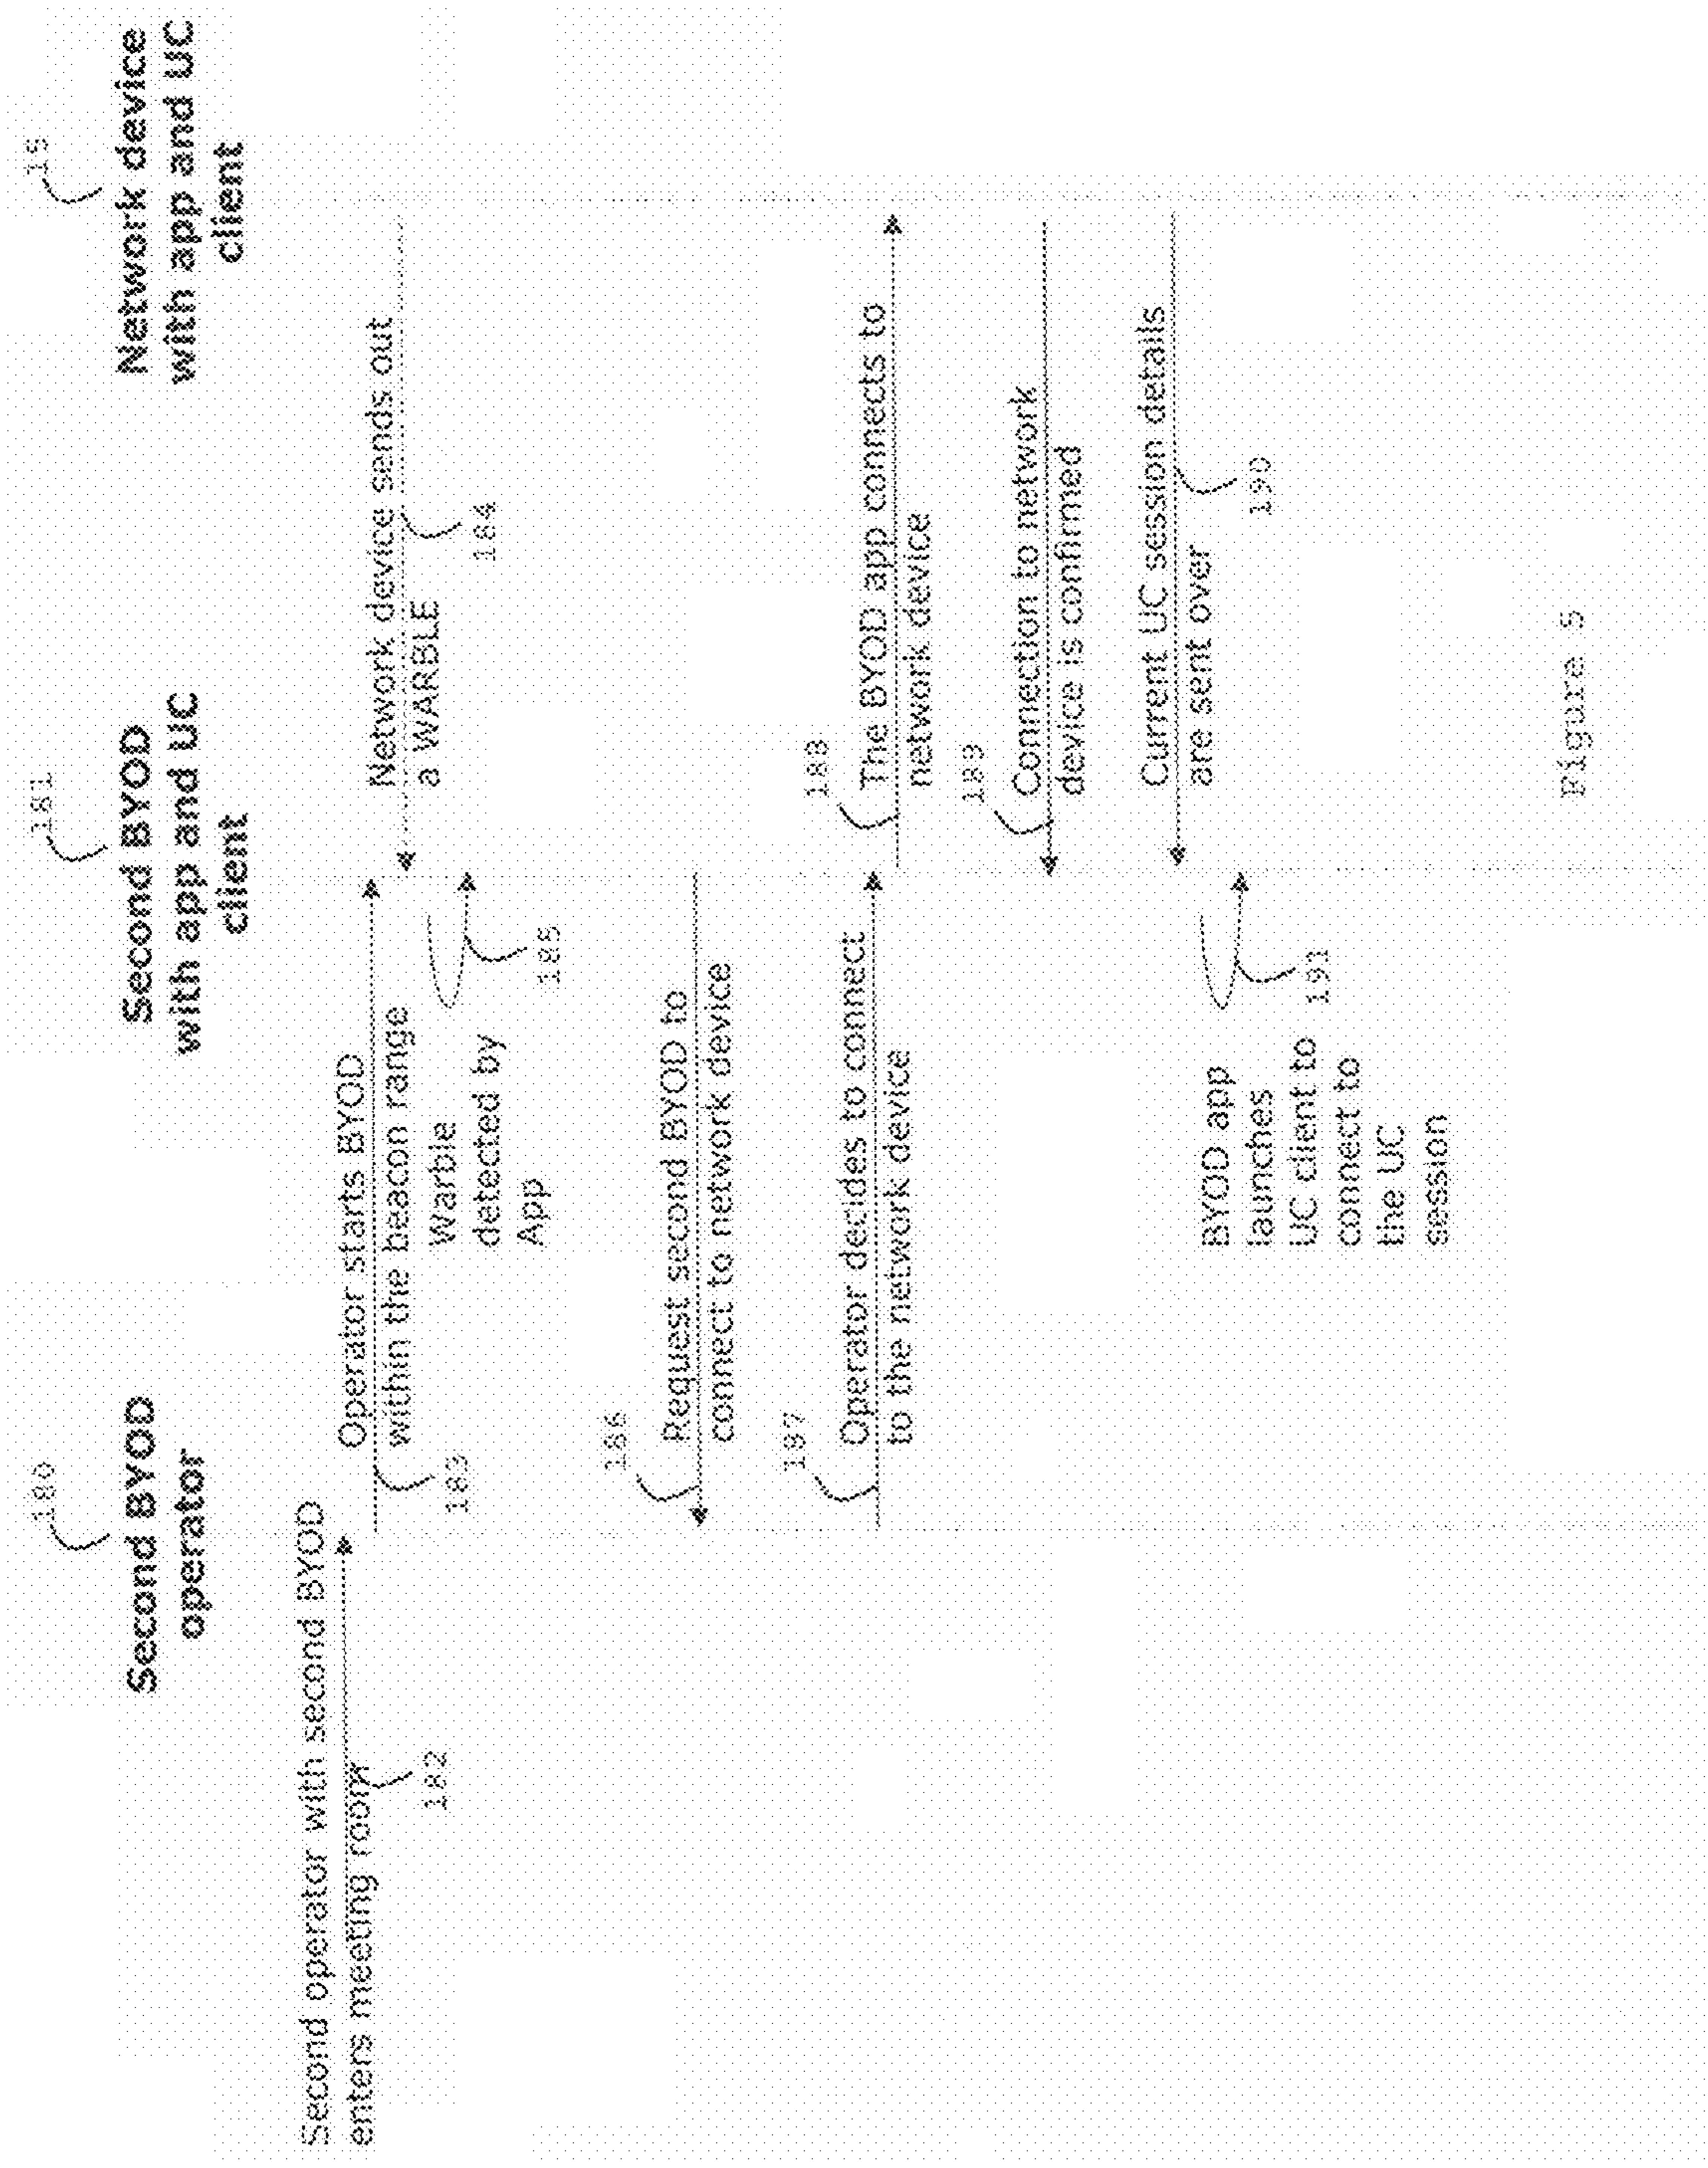 180
Second BYOD
operator
181
Second BYOD
with app and UC
client
15
Network device
with app and UC
client
Second operator with second BYOD
enters meeting room
182
Operator starts BYOD
within the beacon range
183
Network device sends out
a WARBLE
184
Warble
detected by
App
185
186
Request second BYOD to
connect to network device
187
Operator decides to connect
to the network device
188
The BYOD app connects to
network device
189
Connection to network
device is confirmed
Current UC session details
are sent over
190
BYOD app
launches
UC client to
connect to
the UC
session
191
Figure 5